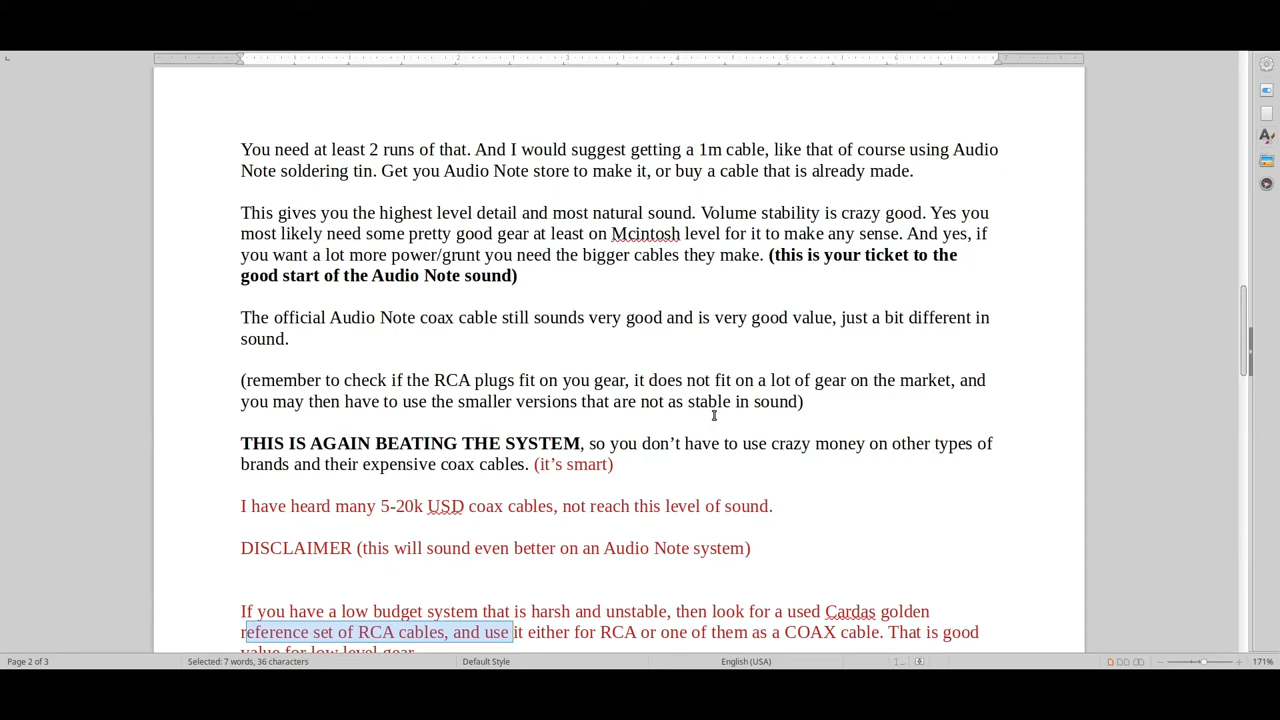 You need at least 2 runs of that. And I would suggest getting a 1m cable, like that of course using Audio
Note soldering tin. Get you Audio Note store to make it, or buy a cable that is already made.
This gives you the highest level detail and most natural sound. Volume stability is crazy good. Yes you
most likely need some pretty good gear at least on Mcintosh level for it to make any sense. And yes, if
you want a lot more power/grunt you need the bigger cables they make. (this is your ticket to the
good start of the Audio Note sound)
The official Audio Note coax cable still sounds very good and is very good value, just a bit different in
sound.
(remember to check if the RCA plugs fit on you gear, it does not fit on a lot of gear on the market, and
you may then have to use the smaller versions that are not as stable in sound)
THIS IS AGAIN BEATING THE SYSTEM, so you don’t have to use crazy money on other types of
brands and their expensive coax cables. (it’s smart)
I have heard many 5-20k USD coax cables, not reach this level of sound.
DISCLAIMER (this will sound even better on an Audio Note system)
If you have a low budget system that is harsh and unstable, then look for a used Cardas golden
reference set of RCA cables, and use it either for RCA or one of them as a COAX cable. That is good
value for low level gear.
Page 2 of 3
Selected: 7 words, 36 characters
Default Style
English (USA)
171%